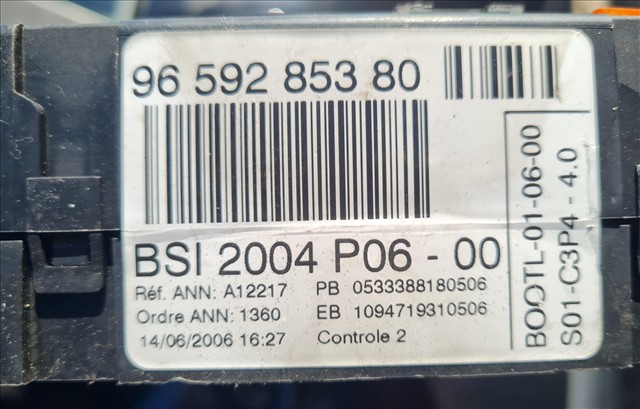 96 592 853 80
BSI 2004 P06 - 00
Réf. ANN: A12217 PB 0533388180506
Ordre ANN: 1360 EB 1094719310506
14/06/2006 16:27 Controle 2
BOOTL-01-06-00
S01-C3P4 - 4.0